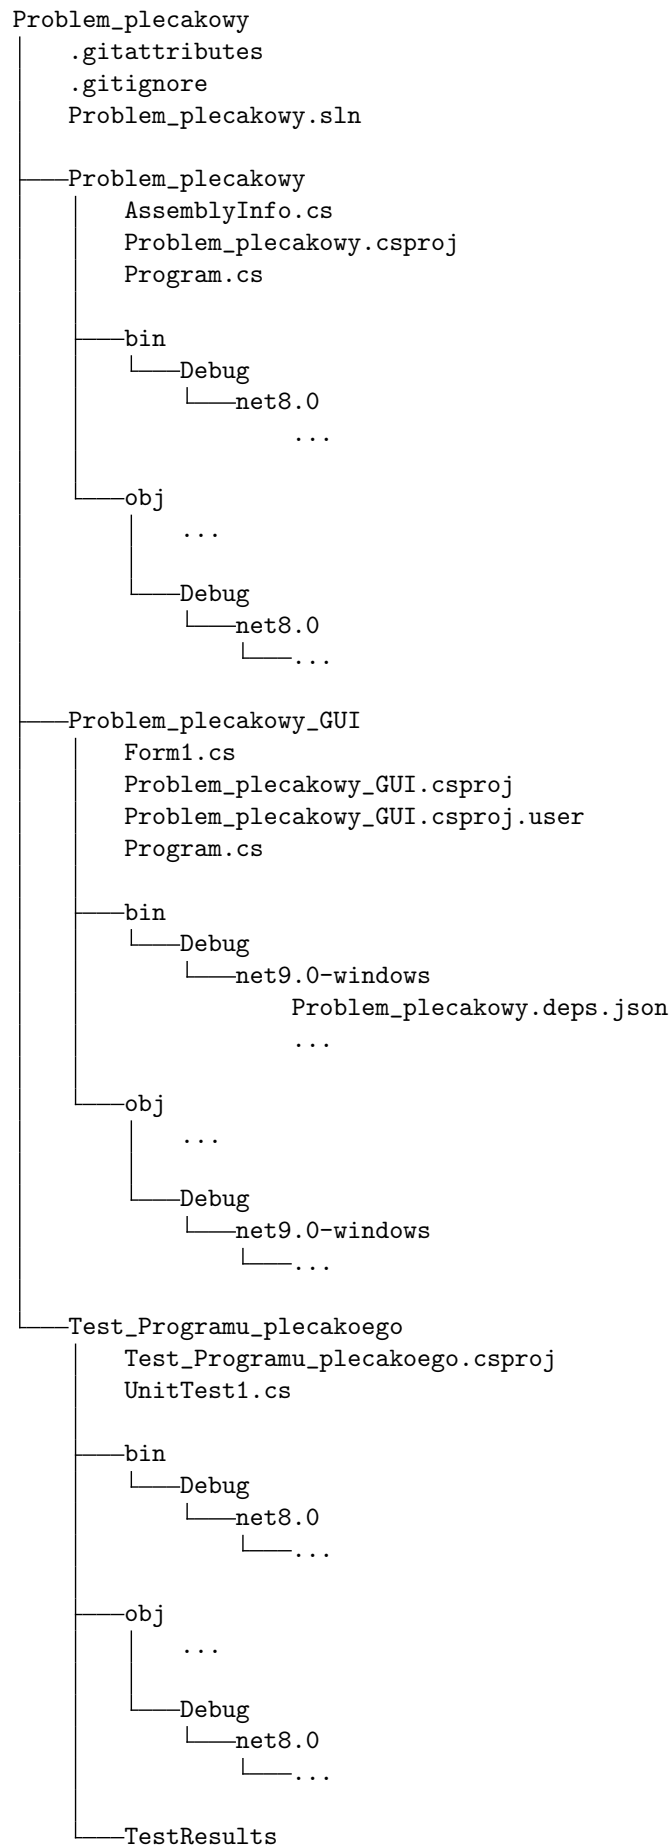 Problem_plecakowy
.gitattributes
.gitignore
Problem_plecakowy.sln
Problem_plecakowy
AssemblyInfo.cs
Problem_plecakowy.csproj
Program.cs
bin
Debug
net8.0
...
obj
...
Debug
net8.0
...
Problem_plecakowy_GUI
Form1.cs
Problem_plecakowy_GUI.csproj
Problem_plecakowy_GUI.csproj.user
Program.cs
bin
Debug
net9.0-windows
Problem_plecakowy.deps.json
...
obj
...
Debug
net9.0-windows
...
Test_Programu_plecakoego
Test_Programu_plecakoego.csproj
UnitTest1.cs
bin
Debug
net8.0
...
obj
...
Debug
net8.0
...
TestResults